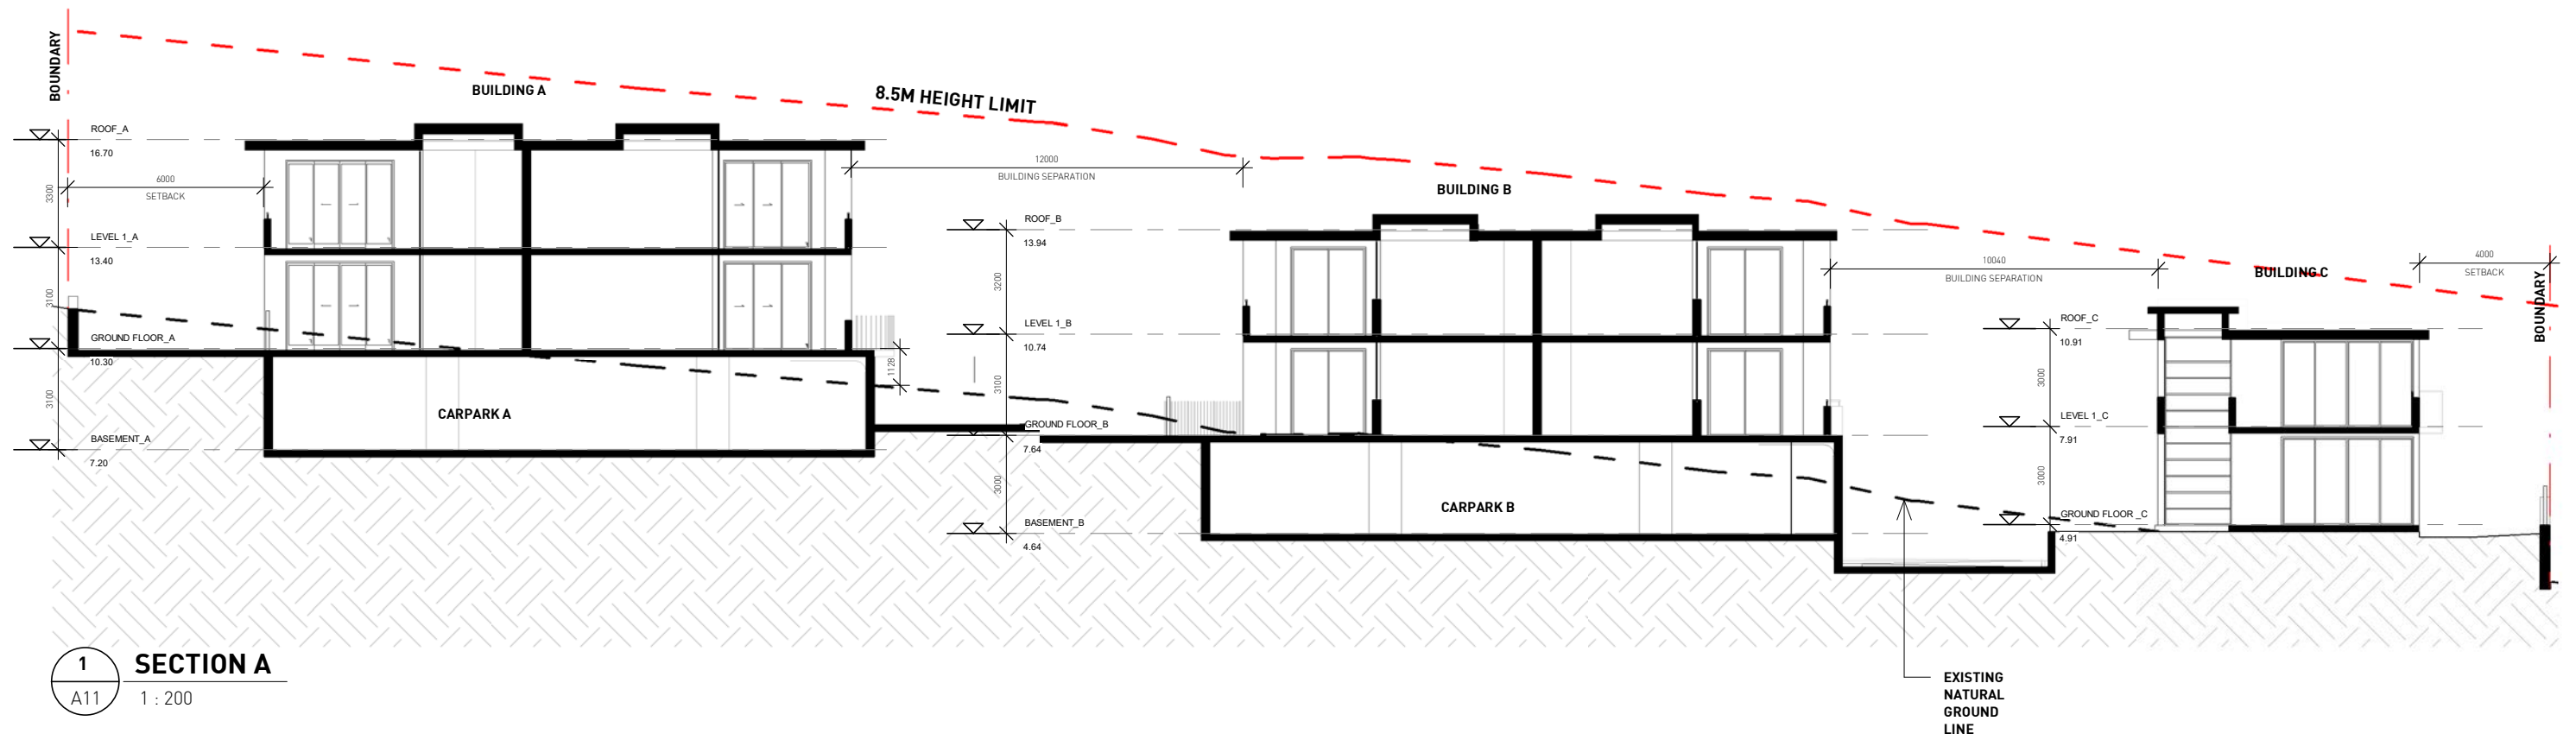 BOUNDARY
BUILDING A
8.5M HEIGHT LIMIT
ROOF_A
16.70
3300
6000
SETBACK
12000
BUILDING SEPARATION
BUILDING B
ROOF_B
13.94
LEVEL 1_A
13.40
3100
3200
10040
BUILDING SEPARATION
BUILDING C
4000
SETBACK
BOUNDARY
GROUND FLOOR_A
10.30
LEVEL 1_B
10.74
ROOF_C
10.91
1128
3100
3000
3100
CARPARK A
GROUND FLOOR_B
7.64
LEVEL 1_C
7.91
BASEMENT_A
7.20
3000
3000
CARPARK B
BASEMENT_B
4.64
GROUND FLOOR _C
4.91
1
A11
SECTION A
1 : 200
EXISTING
NATURAL
GROUND
LINE